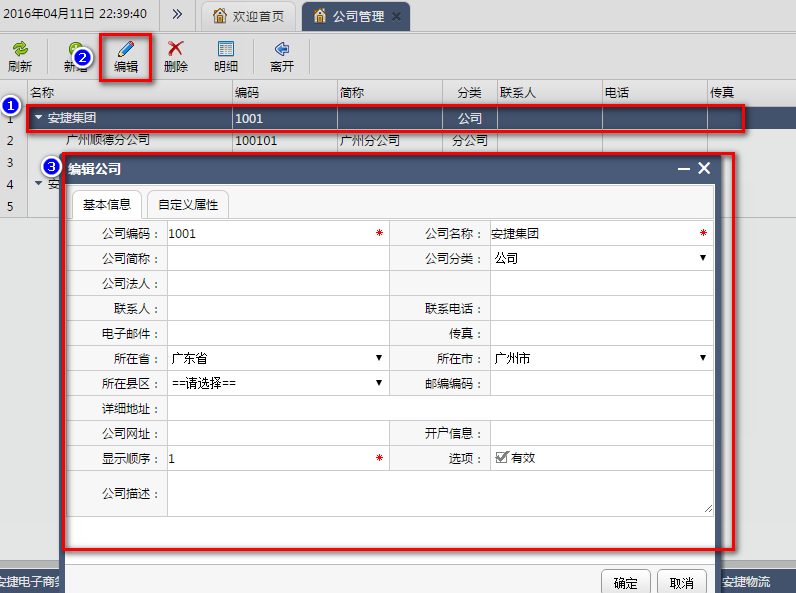 2016年04月11日 22:39:40 » 欢迎首页 公司管理 ×
刷新 新增 2 编辑 删除 明细 离开
名称 编码 简称 分类 联系人 电话 传真
1
1 安捷集团 1001 公司
2 广州顺德分公司 100101 广州分公司 分公司
3
3 编辑公司
4 安
5
基本信息 自定义属性
公司编码： 1001 * 公司名称： 安捷集团 *
公司简称： 公司分类： 公司
公司法人：
联系人： 联系电话：
电子邮件： 传真：
所在省： 广东省 所在市： 广州市
所在县区： ==请选择== 邮编编码：
详细地址：
公司网址： 开户信息：
显示顺序： 1 * 选项： 有效
公司描述：
安捷电子商务 确定 取消 安捷物流